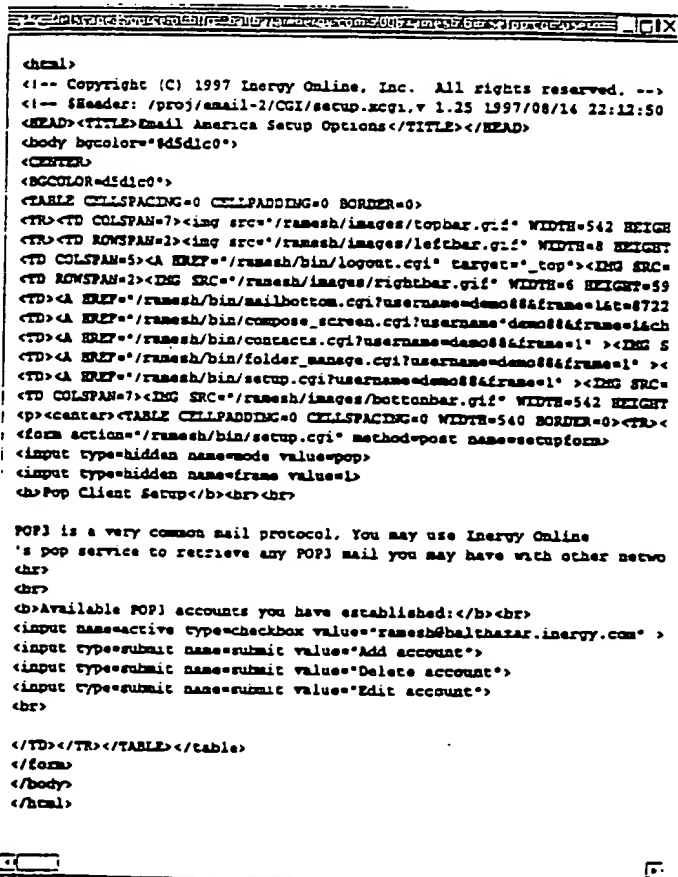 <html>
<!-- Copyright (C) 1997 Inergy Online, Inc. All rights reserved. -->
<!-- $Header: /proj/email-2/CGI/setup.xcgi,v 1.25 1997/08/14 22:12:50
<HEAD><TITLE>Email America Setup Options</TITLE></HEAD>
<body bgcolor="#d5d1c0">
<CENTER>
<BGCOLOR=d5d1c0">
<TABLE CELLSPACING=0 CELLPADDING=0 BORDER=0>
<TR><TD COLSPAN=7><img src="/ramesh/images/topbar.gif" WIDTH=542 HEIGH
<TR><TD ROWSPAN=2><img src="/ramesh/images/leftbar.gif" WIDTH=8 HEIGHT
<TD COLSPAN=5><A HREF="/ramesh/bin/logout.cgi" target="_top"><IMG SRC=
<TD ROWSPAN=2><IMG SRC="/ramesh/images/rightbar.gif" WIDTH=6 HEIGHT=59
<TD><A HREF="/ramesh/bin/mailbottom.cgi?username=demo88&frame=1&t=8722
<TD><A HREF="/ramesh/bin/compose_screen.cgi?username=demo88&frame=1&ch
<TD><A HREF="/ramesh/bin/contacts.cgi?username=demo88&frame=1" ><IMG S
<TD><A HREF="/ramesh/bin/folder_manage.cgi?username=demo88&frame=1" ><
<TD><A HREF="/ramesh/bin/setup.cgi?username=demo88&frame=1" ><IMG SRC=
<TD COLSPAN=7><IMG SRC="/ramesh/images/bottonbar.gif" WIDTH=542 HEIGHT
<p><center><TABLE CELLPADDING=0 CELLSPACING=0 WIDTH=540 BORDER=0><TR><
<form action="/ramesh/bin/setup.cgi" method=post name=setupform>
<input type=hidden name=mode value=pop>
<input type=hidden name=frame value=1>
<b>Pop Client Setup</b><br><br>
POP3 is a very common mail protocol. You may use Inergy Online
's pop service to retrieve any POP3 mail you may have with other netwo
<hr>
<br>
<b>Available POP3 accounts you have established:</b><br>
<input name=active type=checkbox value="ramesh@balthazar.inergy.com" >
<input type=submit name=submit value="Add account">
<input type=submit name=submit value="Delete account">
<input type=submit name=submit value="Edit account">
<br>
</TD></TR></TABLE></table>
</form>
</body>
</html>